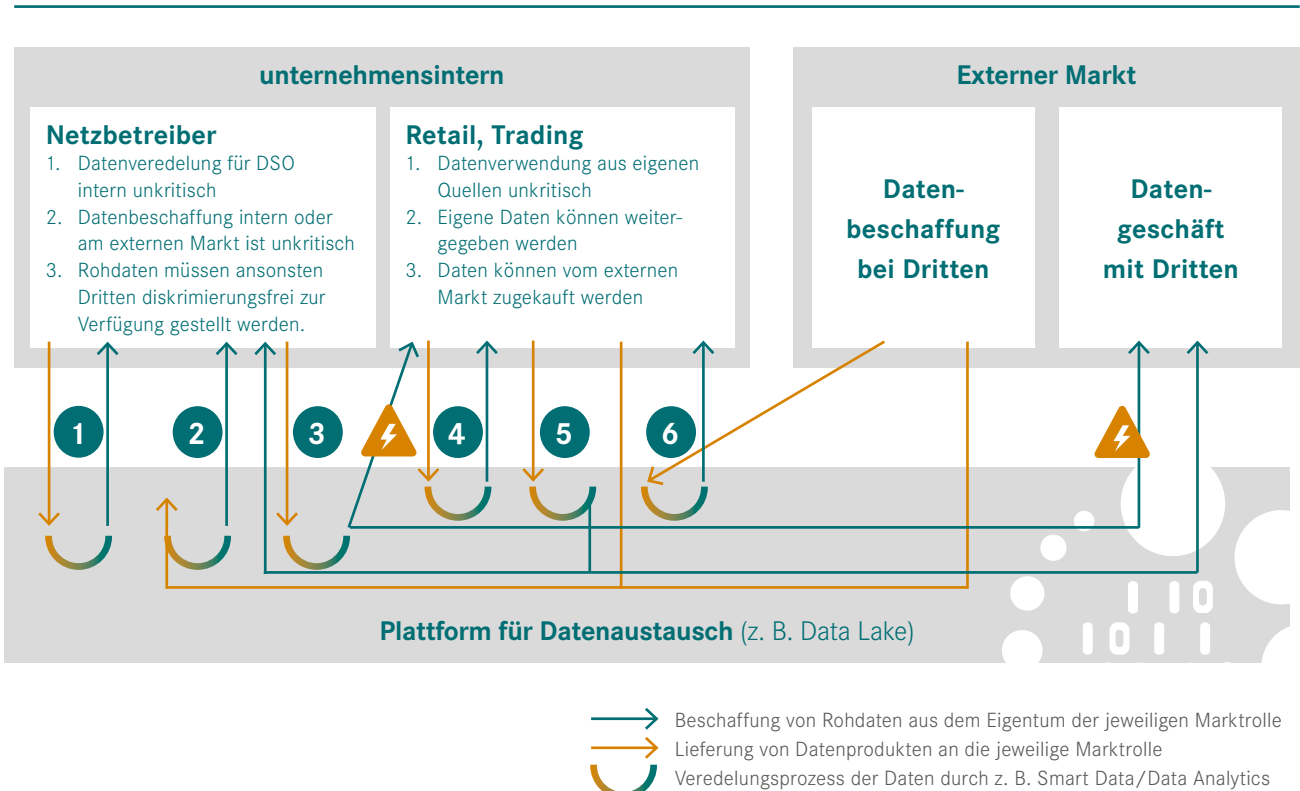 unternehmensintern
Netzbetreiber
1. Datenveredelung für DSO
intern unkritisch
2. Datenbeschaffung intern oder
am externen Markt ist unkritisch
3. Rohdaten müssen ansonsten
Dritten diskrimierungsfrei zur
Verfügung gestellt werden.
Retail, Trading
1. Datenverwendung aus eigenen
Quellen unkritisch
2. Eigene Daten können weiter-
gegeben werden
3. Daten können vom externen
Markt zugekauft werden
Externer Markt
Daten-
beschaffung
bei Dritten
Daten-
geschäft
mit Dritten
1
2
3
4
5
6
110
1011
Plattform für Datenaustausch (z. B. Data Lake)
Beschaffung von Rohdaten aus dem Eigentum der jeweiligen Marktrolle
Lieferung von Datenprodukten an die jeweilige Marktrolle
Veredelungsprozess der Daten durch z. B. Smart Data/Data Analytics